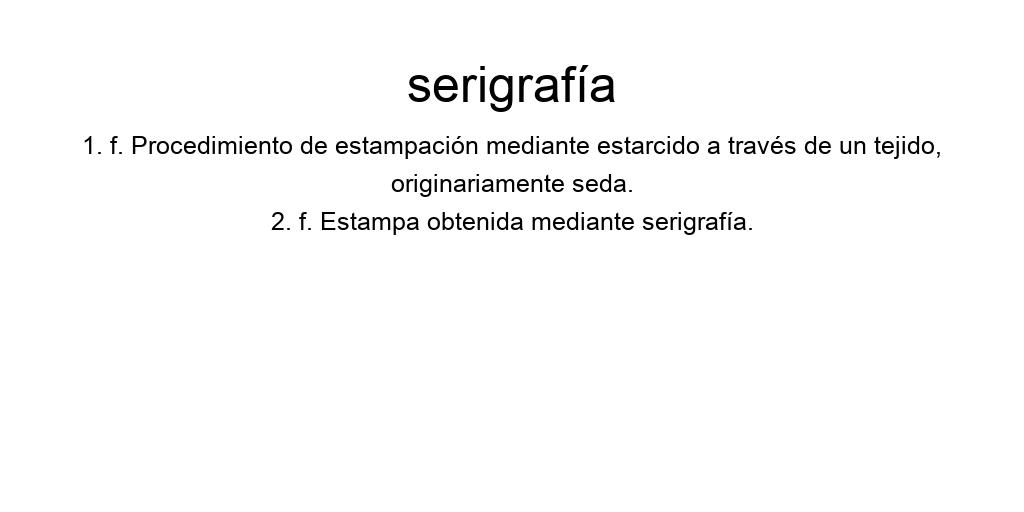 serigrafía
1. f. Procedimiento de estampación mediante estarcido a través de un tejido,
originariamente seda.
2. f. Estampa obtenida mediante serigrafía.